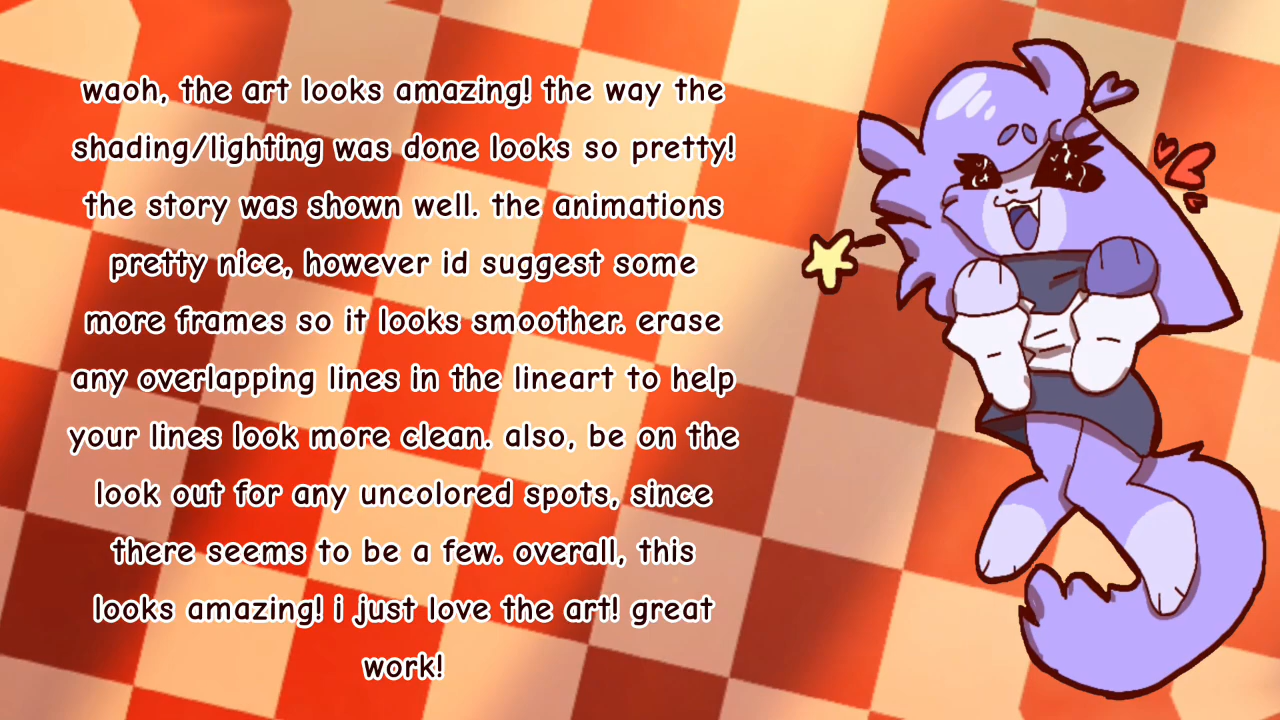 waoh, the art looks amazing! the way the
shading/lighting was done looks so pretty!
the story was shown well. the animations
pretty nice, however id suggest some
more frames so it looks smoother. erase
any overlapping lines in the lineart to help
your lines look more clean. also, be on the
look out for any uncolored spots, since
there seems to be a few. overall, this
looks amazing! i just love the art! great
work!